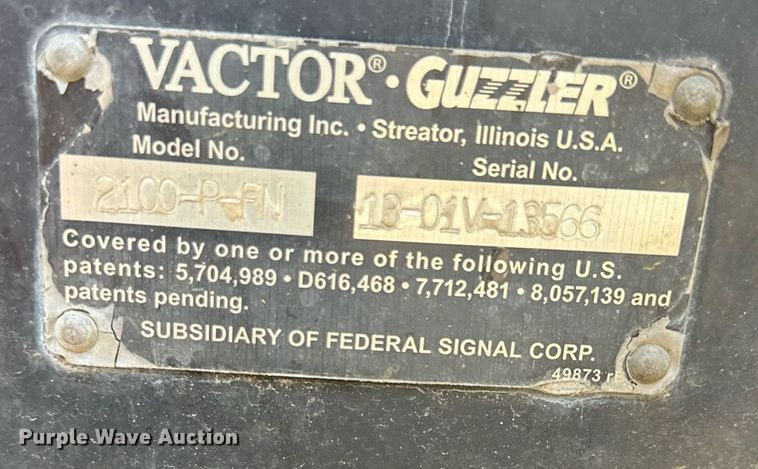 VACTOR® · GUZZLER®
Manufacturing Inc. • Streator, Illinois U.S.A.
Model No. Serial No.
2100-P-FN 13-01V-13566
Covered by one or more of the following U.S.
patents: 5,704,989 • D616,468 • 7,712,481 • 8,057,139 and
patents pending.
SUBSIDIARY OF FEDERAL SIGNAL CORP.
49873
Purple Wave Auction